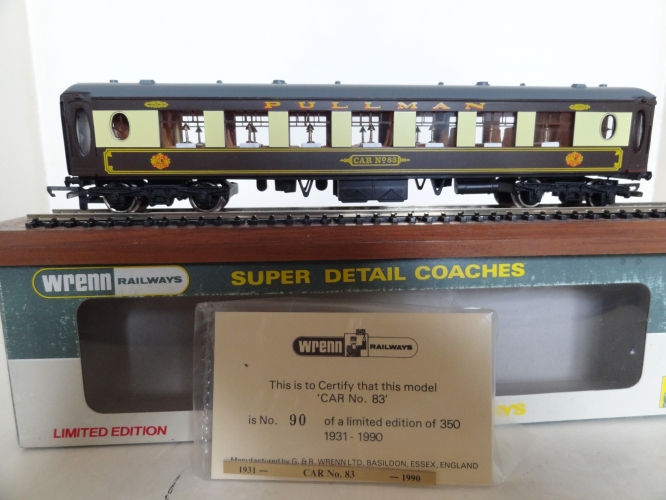 PULLMAN
CAR Nº 83
wrenn RAILWAYS
SUPER DETAIL COACHES
LIMITED EDITION
wrenn RAILWAYS
This is to Certify that this model
'CAR No. 83'
is No. 90 of a limited edition of 350
1931 - 1990
Manufactured by G. & R. WRENN LTD, BASILDON, ESSEX, ENGLAND
1931 — CAR No. 83 — 1990